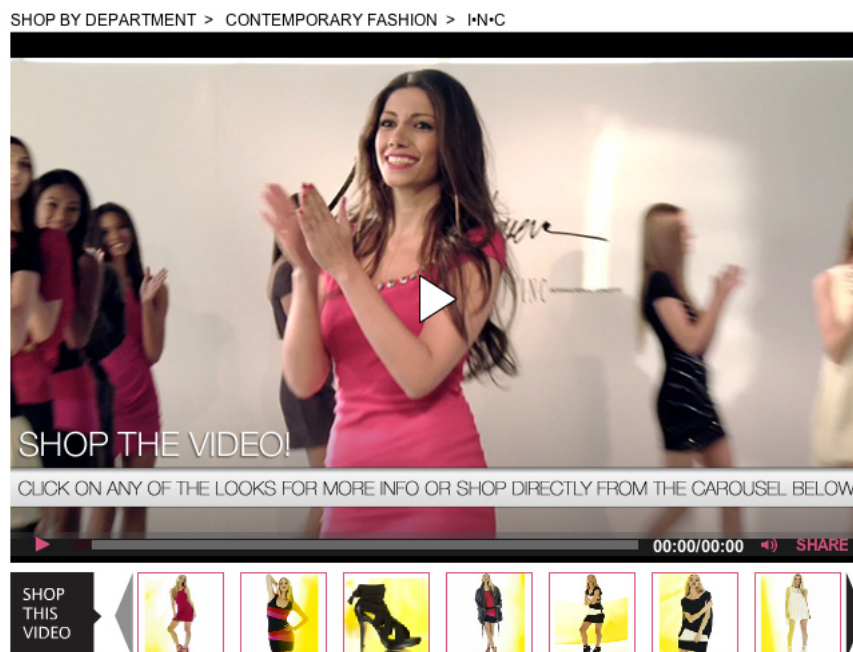 SHOP BY DEPARTMENT > CONTEMPORARY FASHION > I•N•C
INC
SHOP THE VIDEO!
CLICK ON ANY OF THE LOOKS FOR MORE INFO OR SHOP DIRECTLY FROM THE CAROUSEL BELOW
00:00/00:00 SHARE
SHOP
THIS
VIDEO